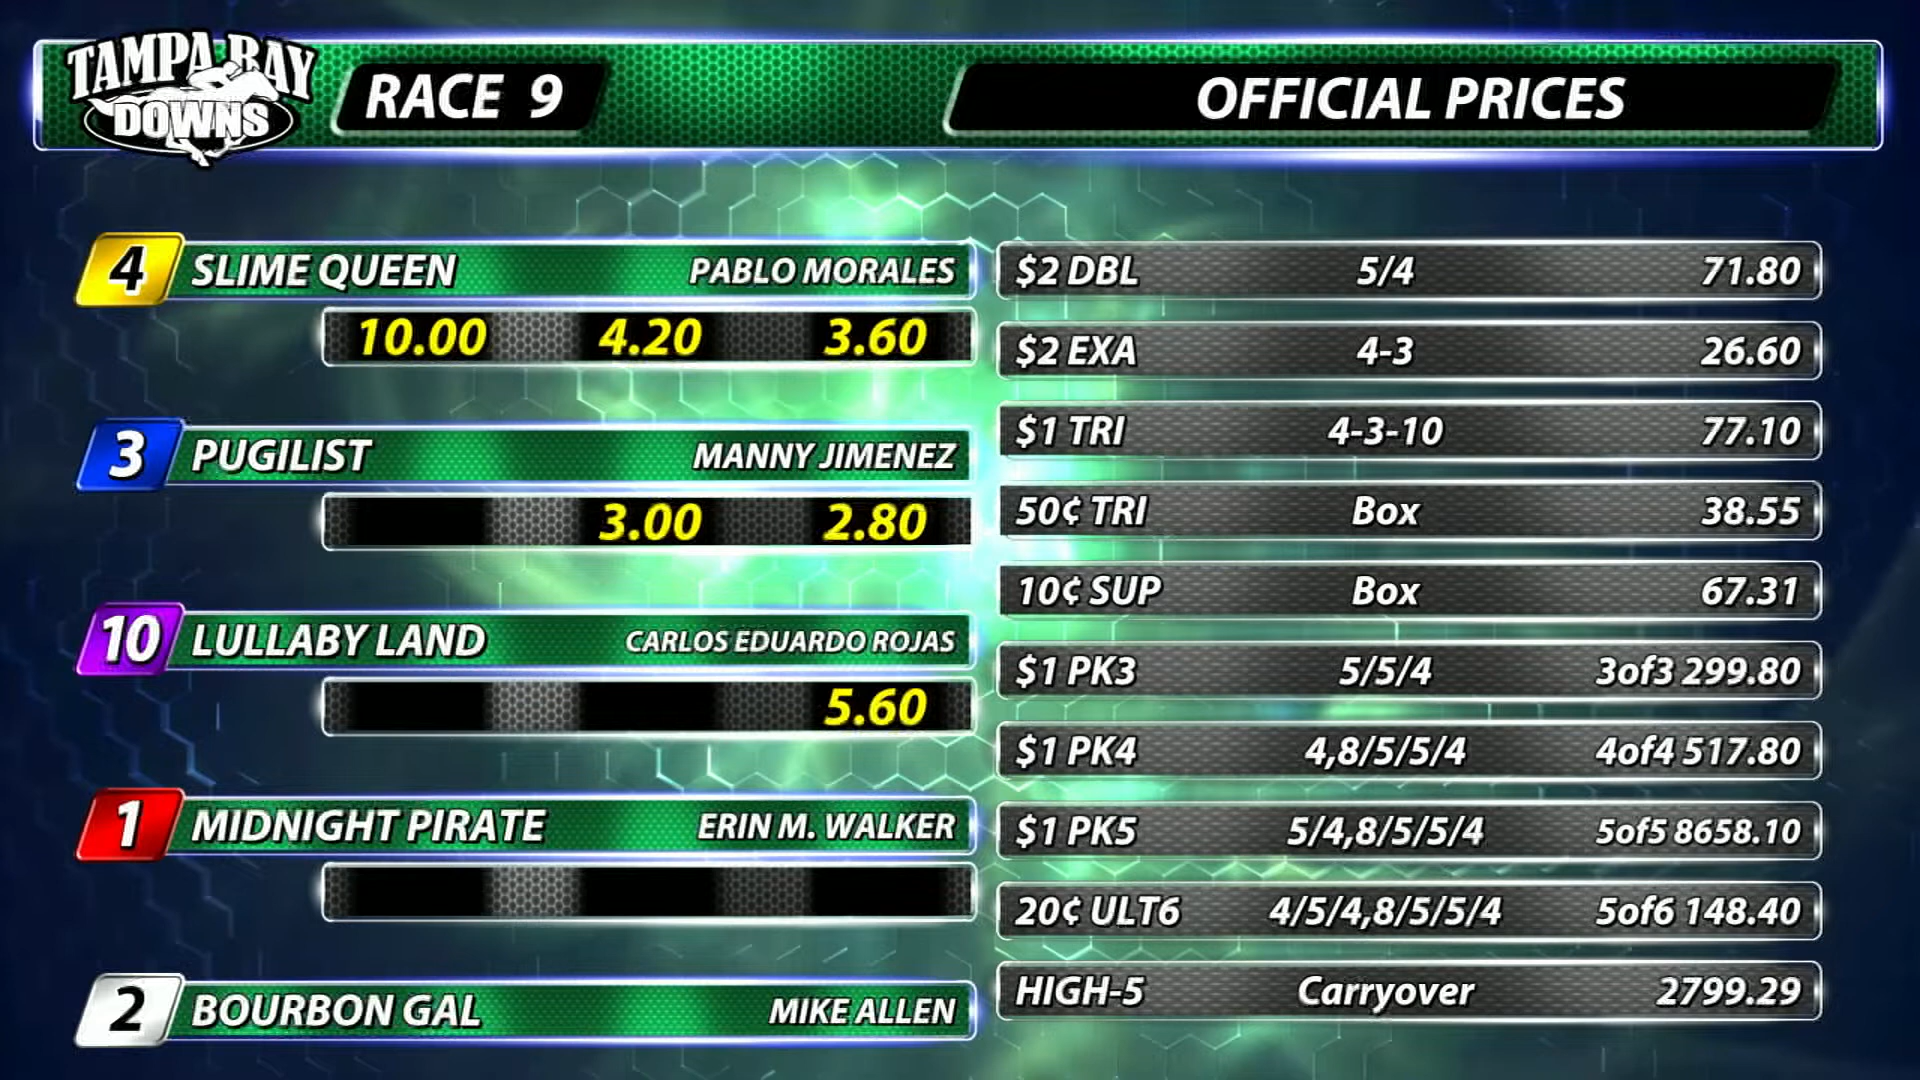 TAMPA BAY
DOWNS
RACE 9
OFFICIAL PRICES
4 SLIME QUEEN PABLO MORALES
10.00 4.20 3.60
3 PUGILIST MANNY JIMENEZ
3.00 2.80
10 LULLABY LAND CARLOS EDUARDO ROJAS
5.60
1 MIDNIGHT PIRATE ERIN M. WALKER
2 BOURBON GAL MIKE ALLEN
$2 DBL 5/4 71.80
$2 EXA 4-3 26.60
$1 TRI 4-3-10 77.10
50¢ TRI Box 38.55
10¢ SUP Box 67.31
$1 PK3 5/5/4 3of3 299.80
$1 PK4 4,8/5/5/4 4of4 517.80
$1 PK5 5/4,8/5/5/4 5of5 8658.10
20¢ ULT6 4/5/4,8/5/5/4 5of6 148.40
HIGH-5 Carryover 2799.29